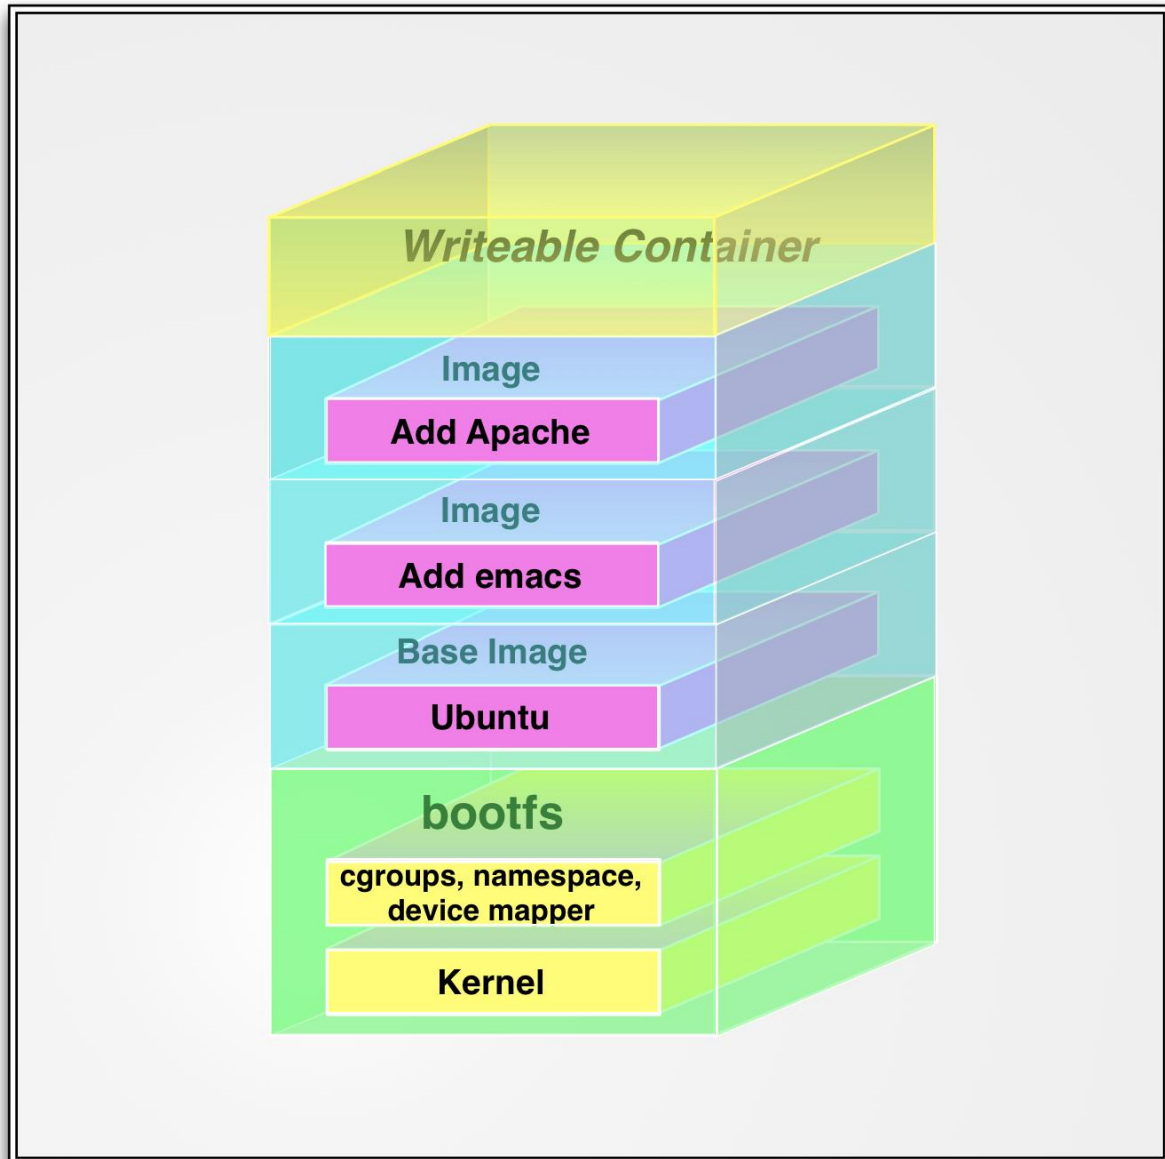 Writeable Container
Image
Add Apache
Image
Add emacs
Base Image
Ubuntu
bootfs
cgroups, namespace,
device mapper
Kernel